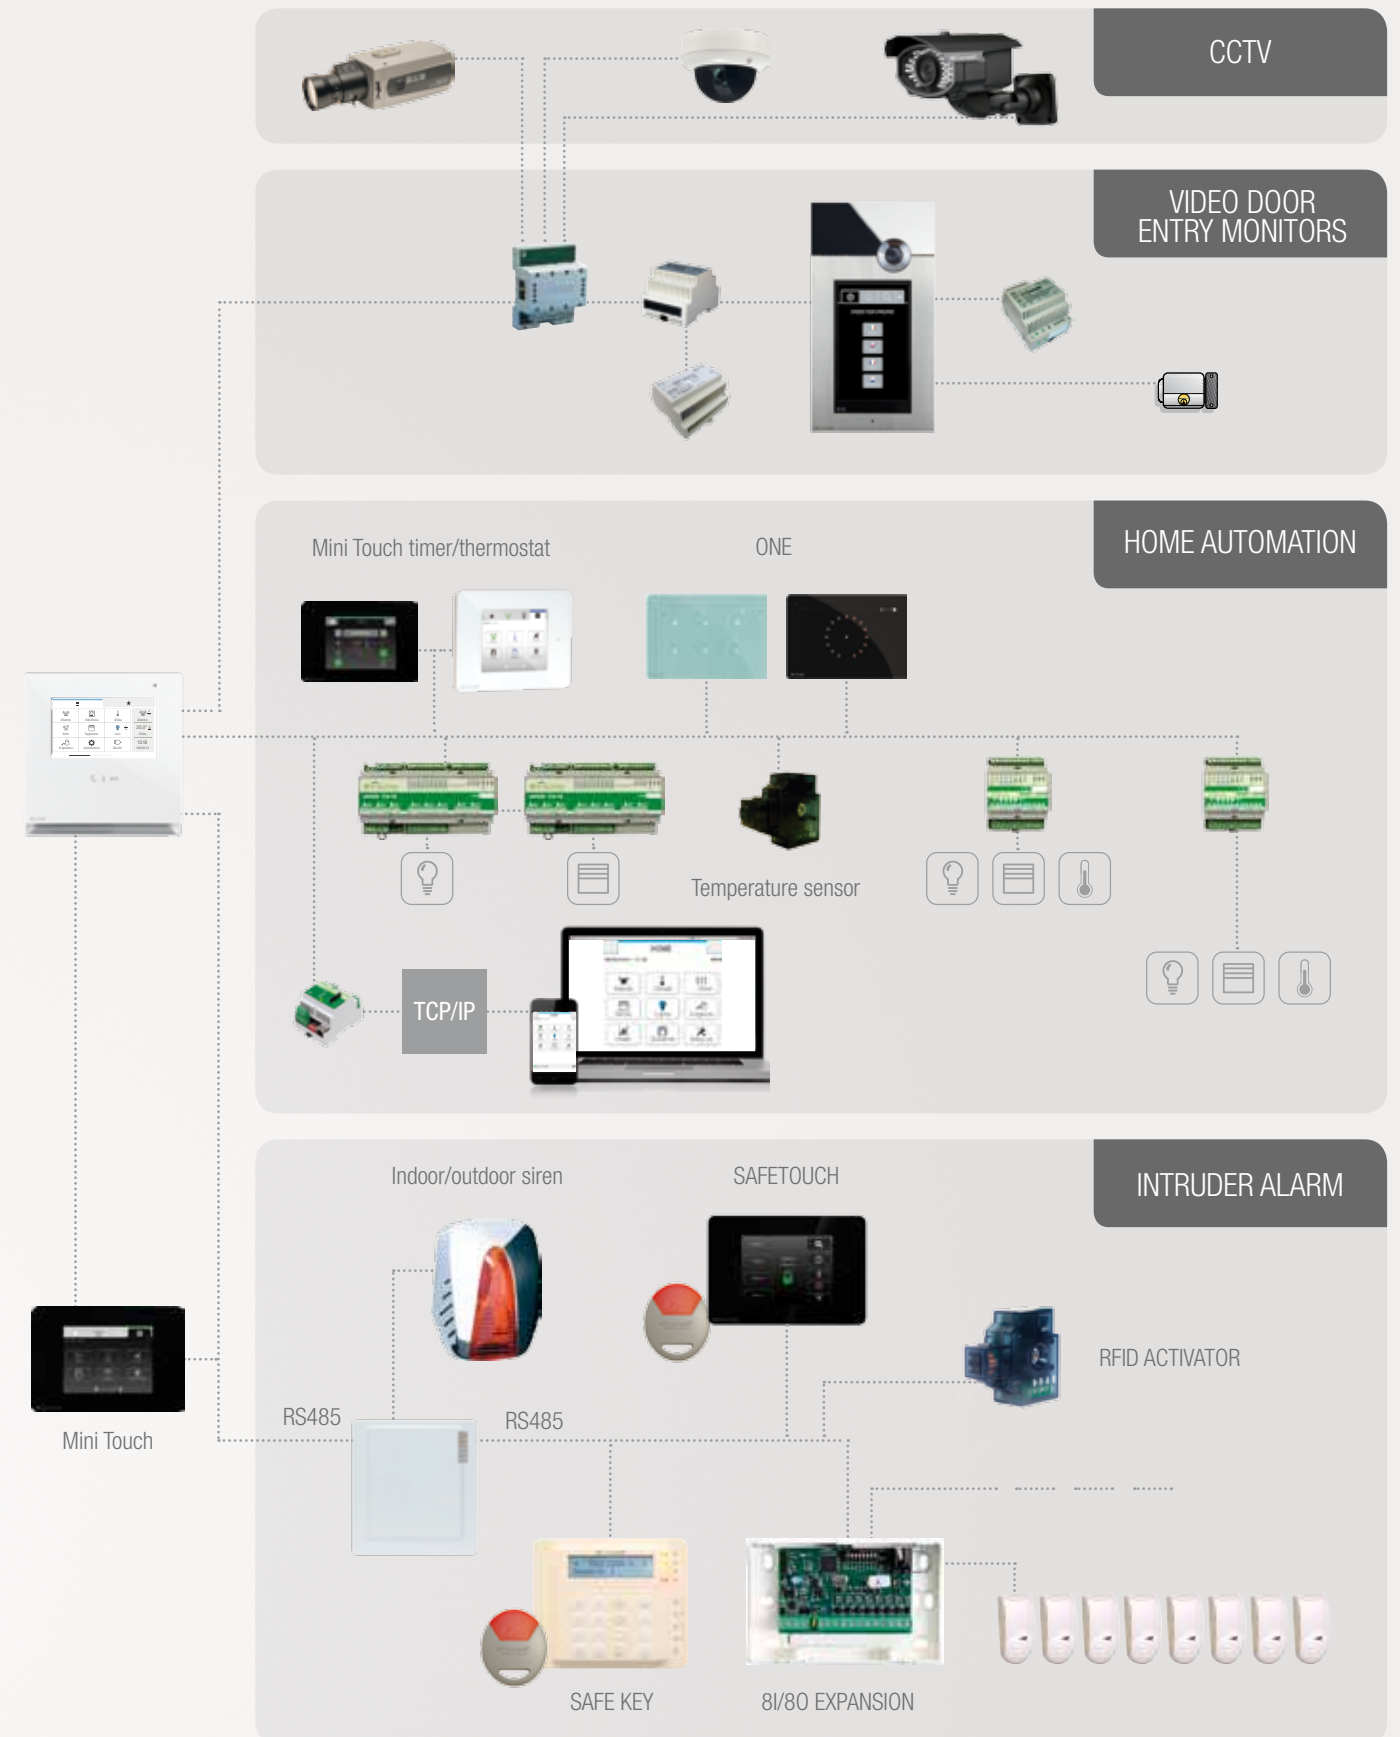 CCTV
VIDEO DOOR
ENTRY MONITORS
HOME AUTOMATION
Mini Touch timer/thermostat
ONE
Temperature sensor
TCP/IP
HOME
INTRUDER ALARM
Indoor/outdoor siren
SAFETOUCH
RFID ACTIVATOR
Mini Touch
RS485
RS485
SAFE KEY
8I/8O EXPANSION